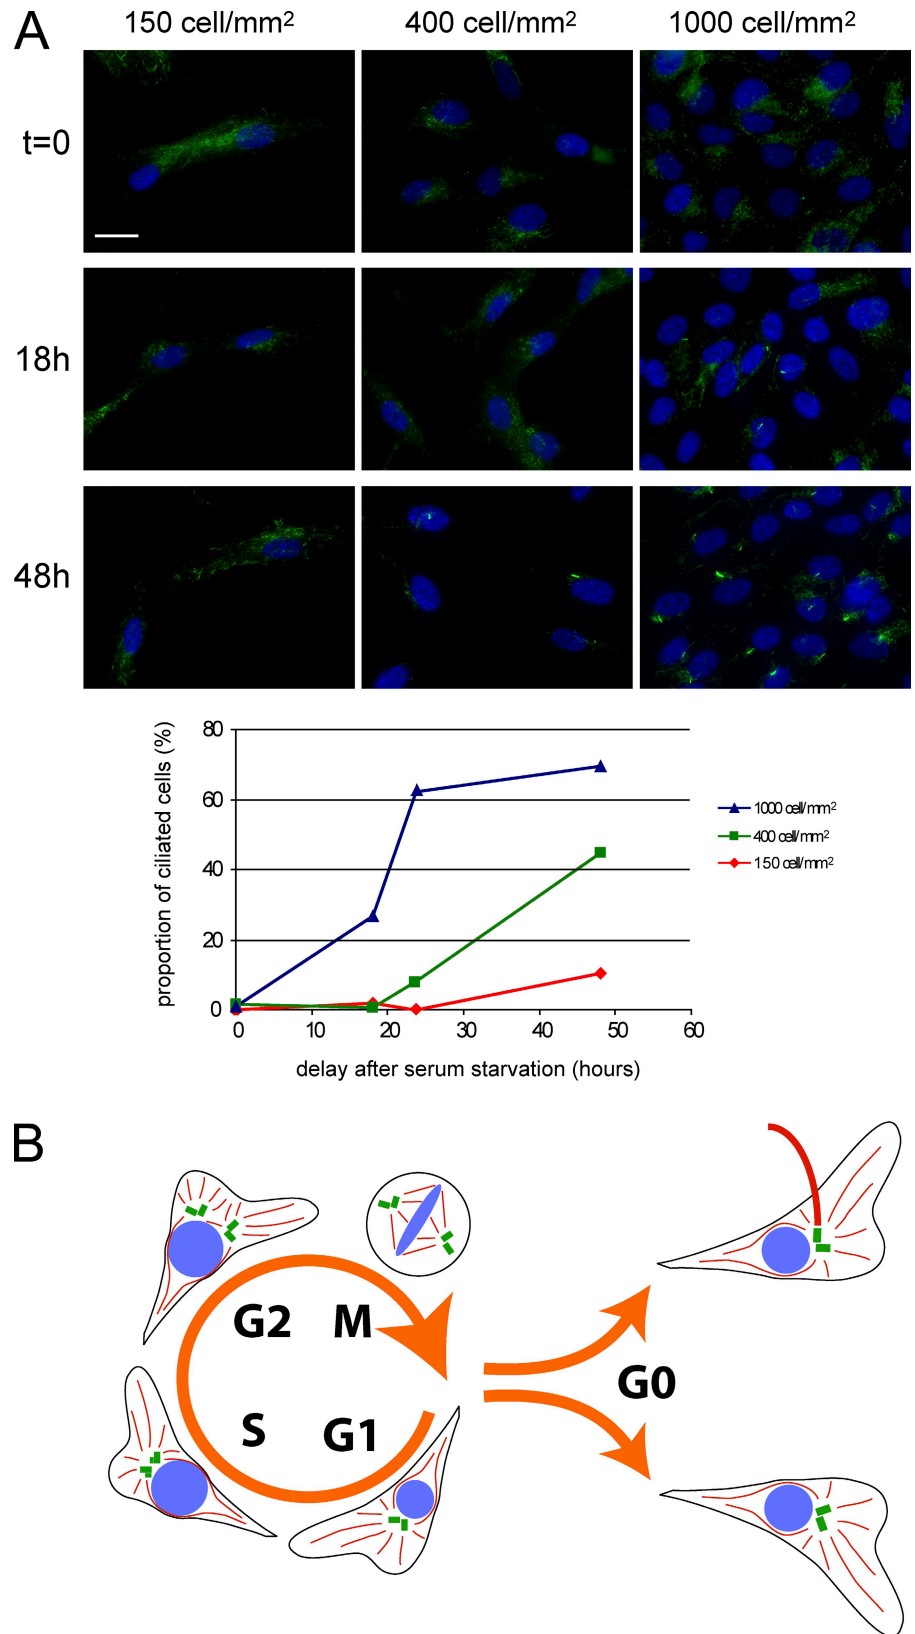 A
150 cell/mm² 400 cell/mm² 1000 cell/mm²
t=0
18h
48h
proportion of ciliated cells (%)
80
60
40
20
0
0 10 20 30 40 50 60
delay after serum starvation (hours)
1000 cell/mm²
400 cell/mm²
150 cell/mm²
B
G2 M
S G1
G0